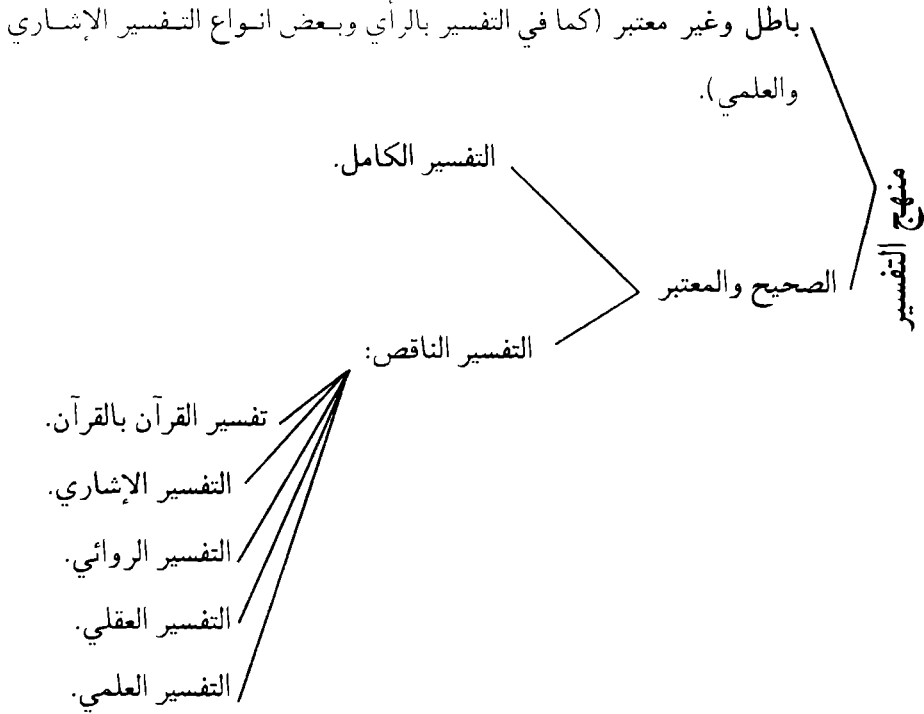 باطل وغير معتبر (كما في التفسير بالرأي وبعض انواع التفسير الإشاري
والعلمي).
منهج التفسير
التفسير الكامل.
الصحيح والمعتبر
التفسير الناقص:
تفسير القرآن بالقرآن.
التفسير الإشاري.
التفسير الروائي.
التفسير العقلي.
التفسير العلمي.